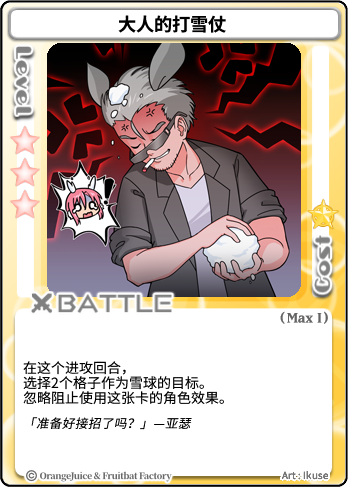 大人的打雪仗
Level
Cost
BATTLE
(Max 1)
在这个进攻回合，
选择2个格子作为雪球的目标。
忽略阻止使用这张卡的角色效果。
「准备好接招了吗？」—亚瑟
© OrangeJuice & Fruitbat Factory
Art.: Ikuse